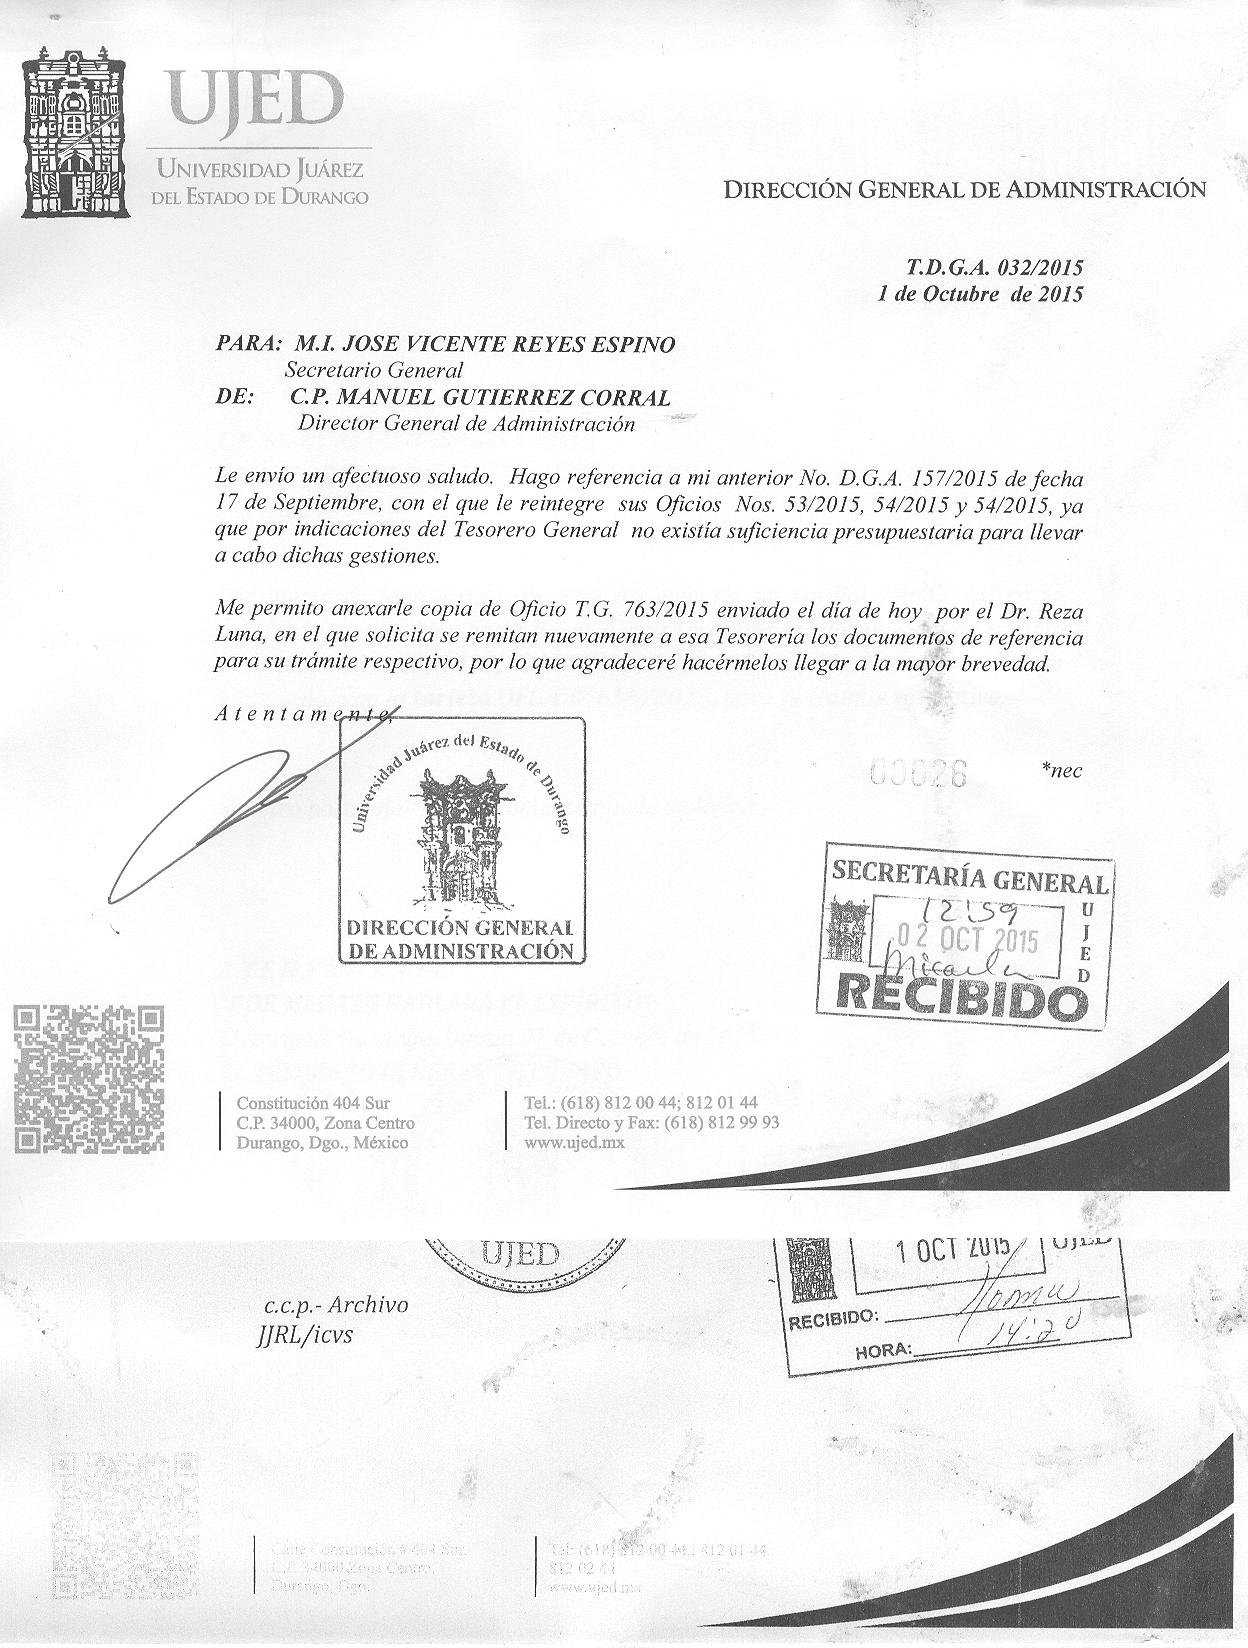 UJED
UNIVERSIDAD JUÁREZ
DEL ESTADO DE DURANGO
DIRECCIÓN GENERAL DE ADMINISTRACIÓN
T.D.G.A. 032/2015
1 de Octubre de 2015
PARA: M.I. JOSE VICENTE REYES ESPINO
Secretario General
DE: C.P. MANUEL GUTIERREZ CORRAL
Director General de Administración
Le envío un afectuoso saludo. Hago referencia a mi anterior No. D.G.A. 157/2015 de fecha
17 de Septiembre, con el que le reintegre sus Oficios Nos. 53/2015, 54/2015 y 54/2015, ya
que por indicaciones del Tesorero General no existía suficiencia presupuestaria para llevar
a cabo dichas gestiones.
Me permito anexarle copia de Oficio T.G. 763/2015 enviado el día de hoy por el Dr. Reza
Luna, en el que solicita se remitan nuevamente a esa Tesorería los documentos de referencia
para su trámite respectivo, por lo que agradeceré hacérmelos llegar a la mayor brevedad.
A t e n t a m e n t e,
Universidad Juárez del Estado de Durango
DIRECCIÓN GENERAL
DE ADMINISTRACIÓN
00026
*nec
SECRETARÍA GENERAL
UJED
12:59
02 OCT 2015
Micaela
RECIBIDO
Constitución 404 Sur
C.P. 34000, Zona Centro
Durango, Dgo., México
Tel.: (618) 812 00 44; 812 01 44
Tel. Directo y Fax: (618) 812 99 93
www.ujed.mx
UJED
1 OCT 2015
UJED
RECIBIDO:
HORA: 14:20
c.c.p.- Archivo
JJRL/icvs
Calle Constitución # 404 Sur.
C.P. 34000 Zona Centro.
Durango, Dgo.
Tel: (618) 812 00 44; 812 01 44
812 02 44
www.ujed.mx